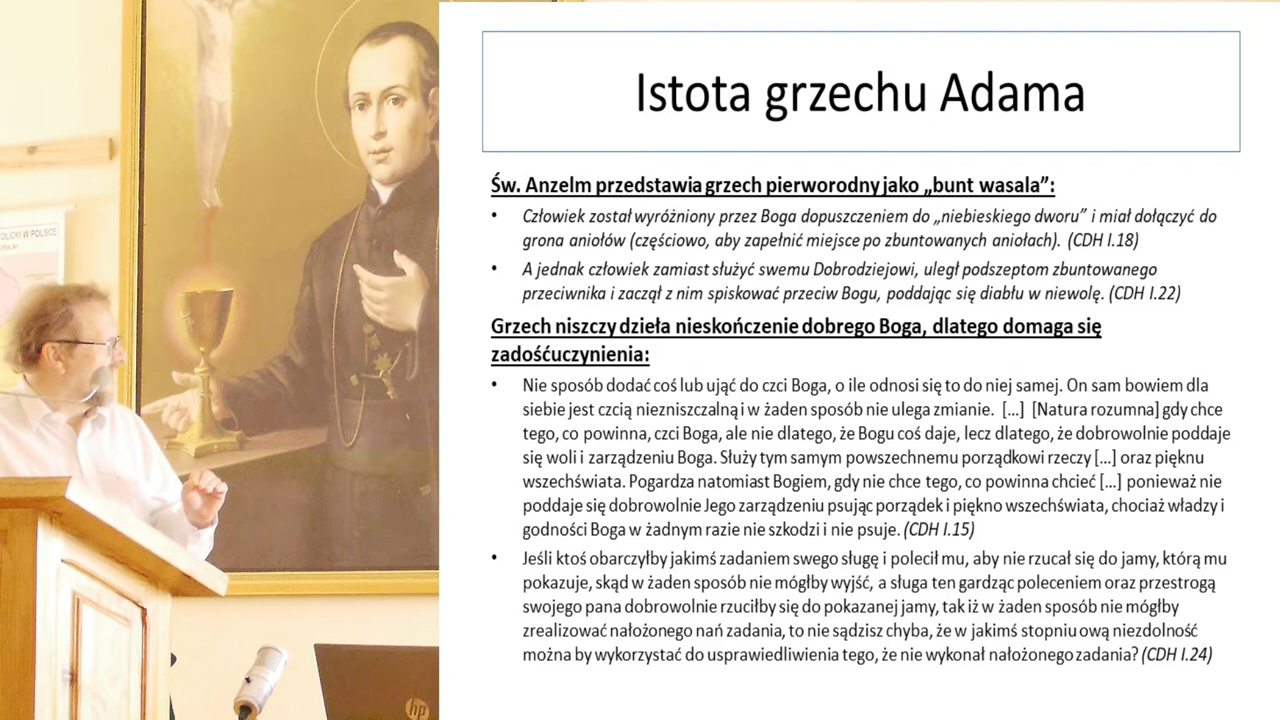 Istota grzechu Adama
Św. Anzelm przedstawia grzech pierworodny jako „bunt wasala”:
• Człowiek został wyróżniony przez Boga dopuszczeniem do „niebieskiego dworu” i miał dołączyć do
grona aniołów (częściowo, aby zapełnić miejsce po zbuntowanych aniołach). (CDH I.18)
• A jednak człowiek zamiast służyć swemu Dobrodziejowi, uległ podszeptom zbuntowanego
przeciwnika i zaczął z nim spiskować przeciw Bogu, poddając się diabłu w niewolę. (CDH I.22)
Grzech niszczy dzieła nieskończenie dobrego Boga, dlatego domaga się
zadośćuczynienia:
• Nie sposób dodać coś lub ująć do czci Boga, o ile odnosi się to do niej samej. On sam bowiem dla
siebie jest czcią niezniszczalną i w żaden sposób nie ulega zmianie. [...] [Natura rozumna] gdy chce
tego, co powinna, czci Boga, ale nie dlatego, że Bogu coś daje, lecz dlatego, że dobrowolnie poddaje
się woli i zarządzeniu Boga. Służy tym samym powszechnemu porządkowi rzeczy [...] oraz pięknu
wszechświata. Pogardza natomiast Bogiem, gdy nie chce tego, co powinna chcieć [...] ponieważ nie
poddaje się dobrowolnie Jego zarządzeniu psując porządek i piękno wszechświata, chociaż władzy i
godności Boga w żadnym razie nie szkodzi i nie psuje. (CDH I.15)
• Jeśli ktoś obarczyłby jakimś zadaniem swego sługę i polecił mu, aby nie rzucał się do jamy, którą mu
pokazuje, skąd w żaden sposób nie mógłby wyjść, a sługa ten gardząc poleceniem oraz przestrogą
swojego pana dobrowolnie rzuciłby się do pokazanej jamy, tak iż w żaden sposób nie mógłby
zrealizować nałożonego nań zadania, to nie sądzisz chyba, że w jakimś stopniu ową niezdolność
można by wykorzystać do usprawiedliwienia tego, że nie wykonał nałożonego zadania? (CDH I.24)
W POLSCE
hp